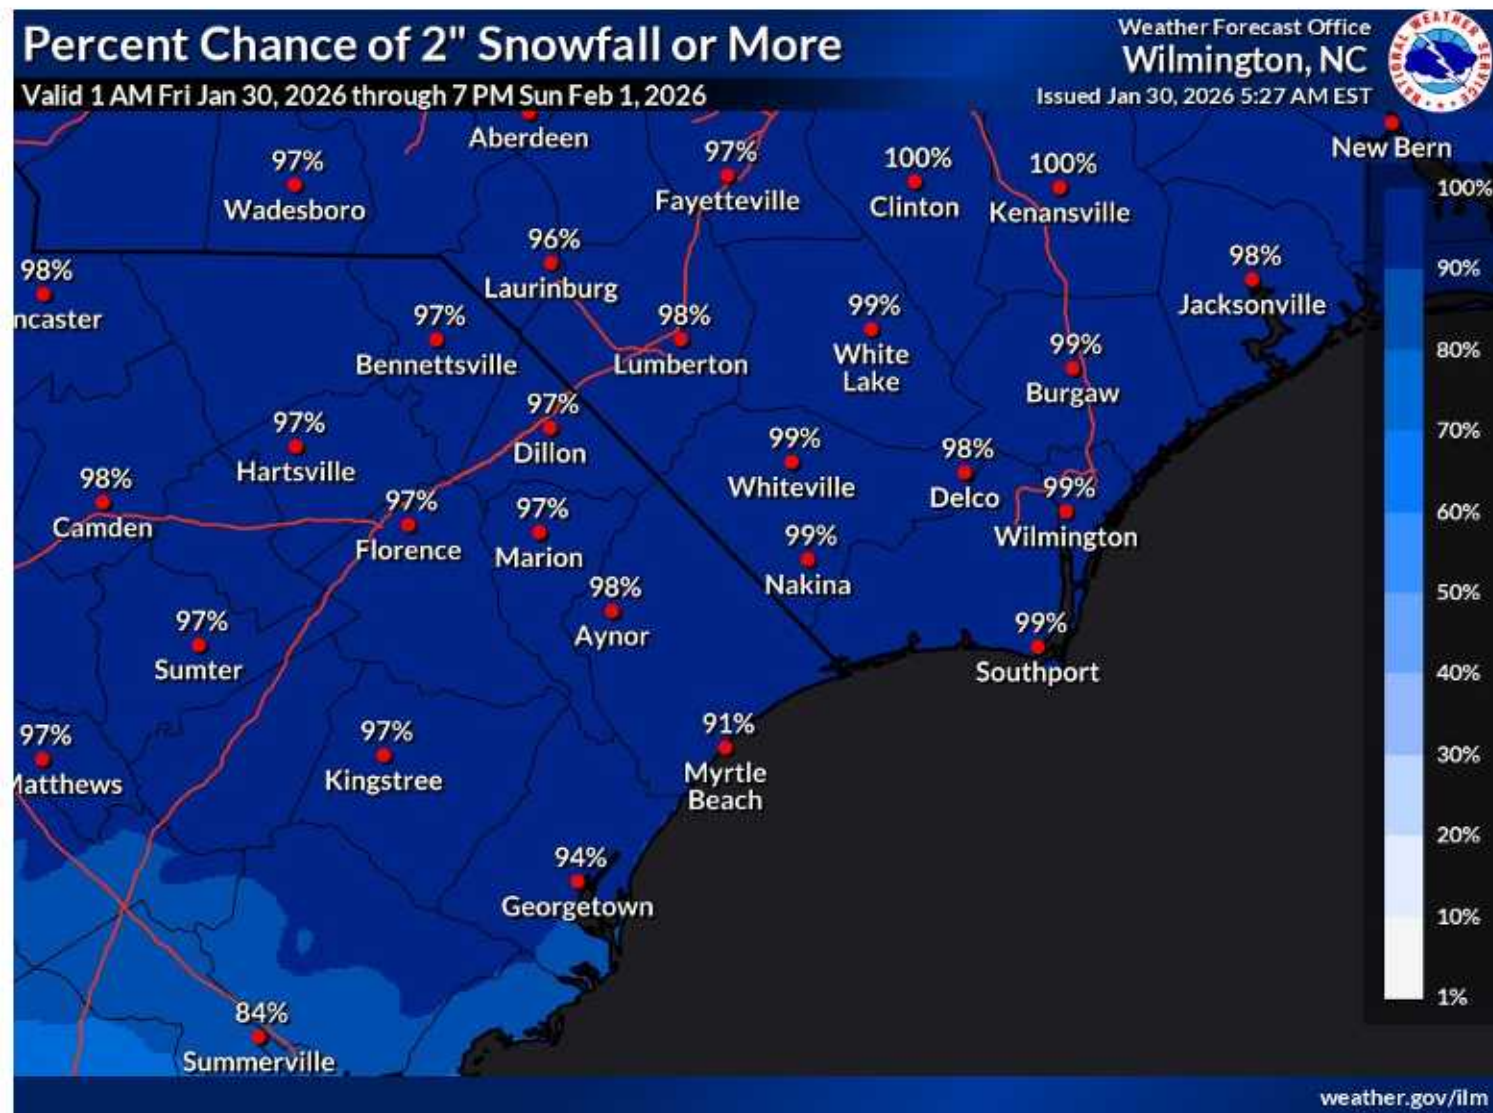 Percent Chance of 2" Snowfall or More
Valid 1 AM Fri Jan 30, 2026 through 7 PM Sun Feb 1, 2026
Weather Forecast Office
Wilmington, NC
Issued Jan 30, 2026 5:27 AM EST
NATIONAL WEATHER SERVICE
Aberdeen
New Bern
97%
Wadesboro
97%
Fayetteville
100%
Clinton
100%
Kenansville
96%
Laurinburg
98%
ncaster
98%
Jacksonville
97%
Bennettsville
98%
Lumberton
99%
White
Lake
99%
Burgaw
97%
Dillon
97%
Hartsville
99%
Whiteville
98%
Delco
99%
Wilmington
98%
Camden
97%
Florence
97%
Marion
99%
Nakina
98%
Aynor
97%
Sumter
99%
Southport
97%
Matthews
97%
Kingstree
91%
Myrtle
Beach
94%
Georgetown
84%
Summerville
100%
90%
80%
70%
60%
50%
40%
30%
20%
10%
1%
weather.gov/ilm